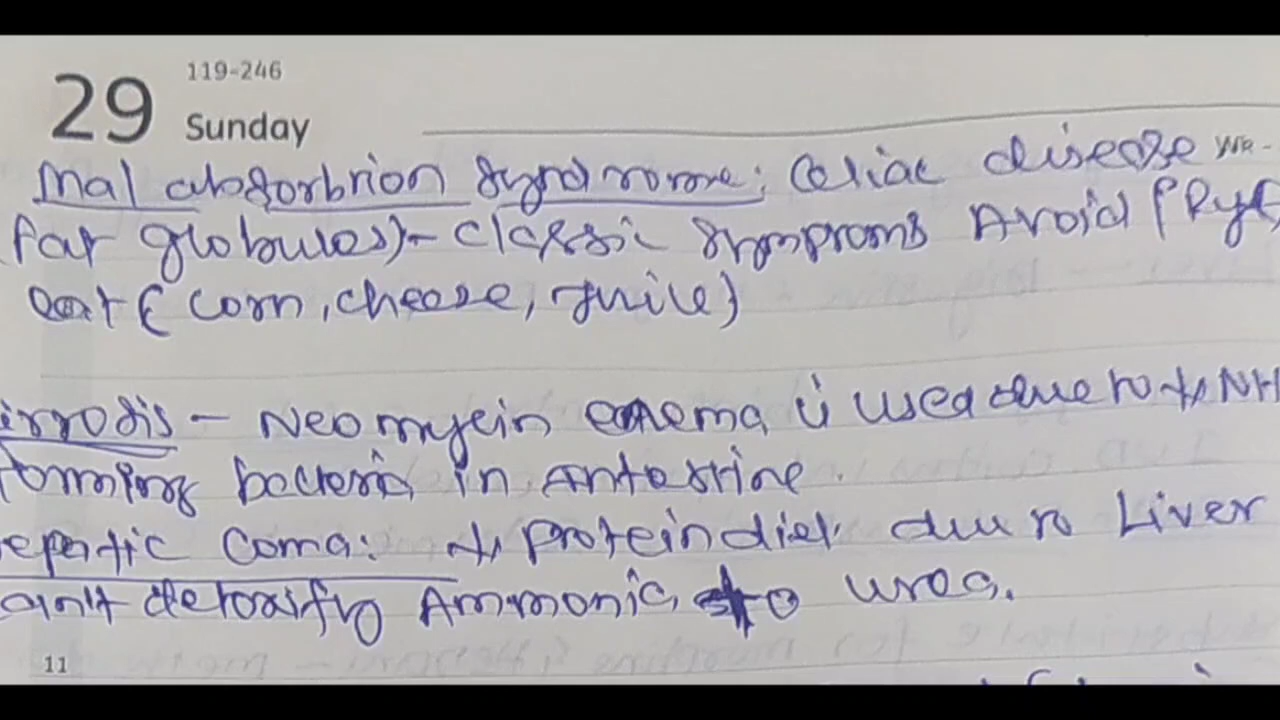 29
119-246
Sunday
Mal absorbtion Syndrome: Celiac disease
(fat globules)- Classic Symptoms Avoid (Rye,
eat (Corn, cheese, Juice)
irrosis - Neomycin enema is used due to ↓ NH
forming bacteria in intestine.
epatic Coma: ↓ protein diet. due to Liver
can't detoxify Ammonia to urea.
11